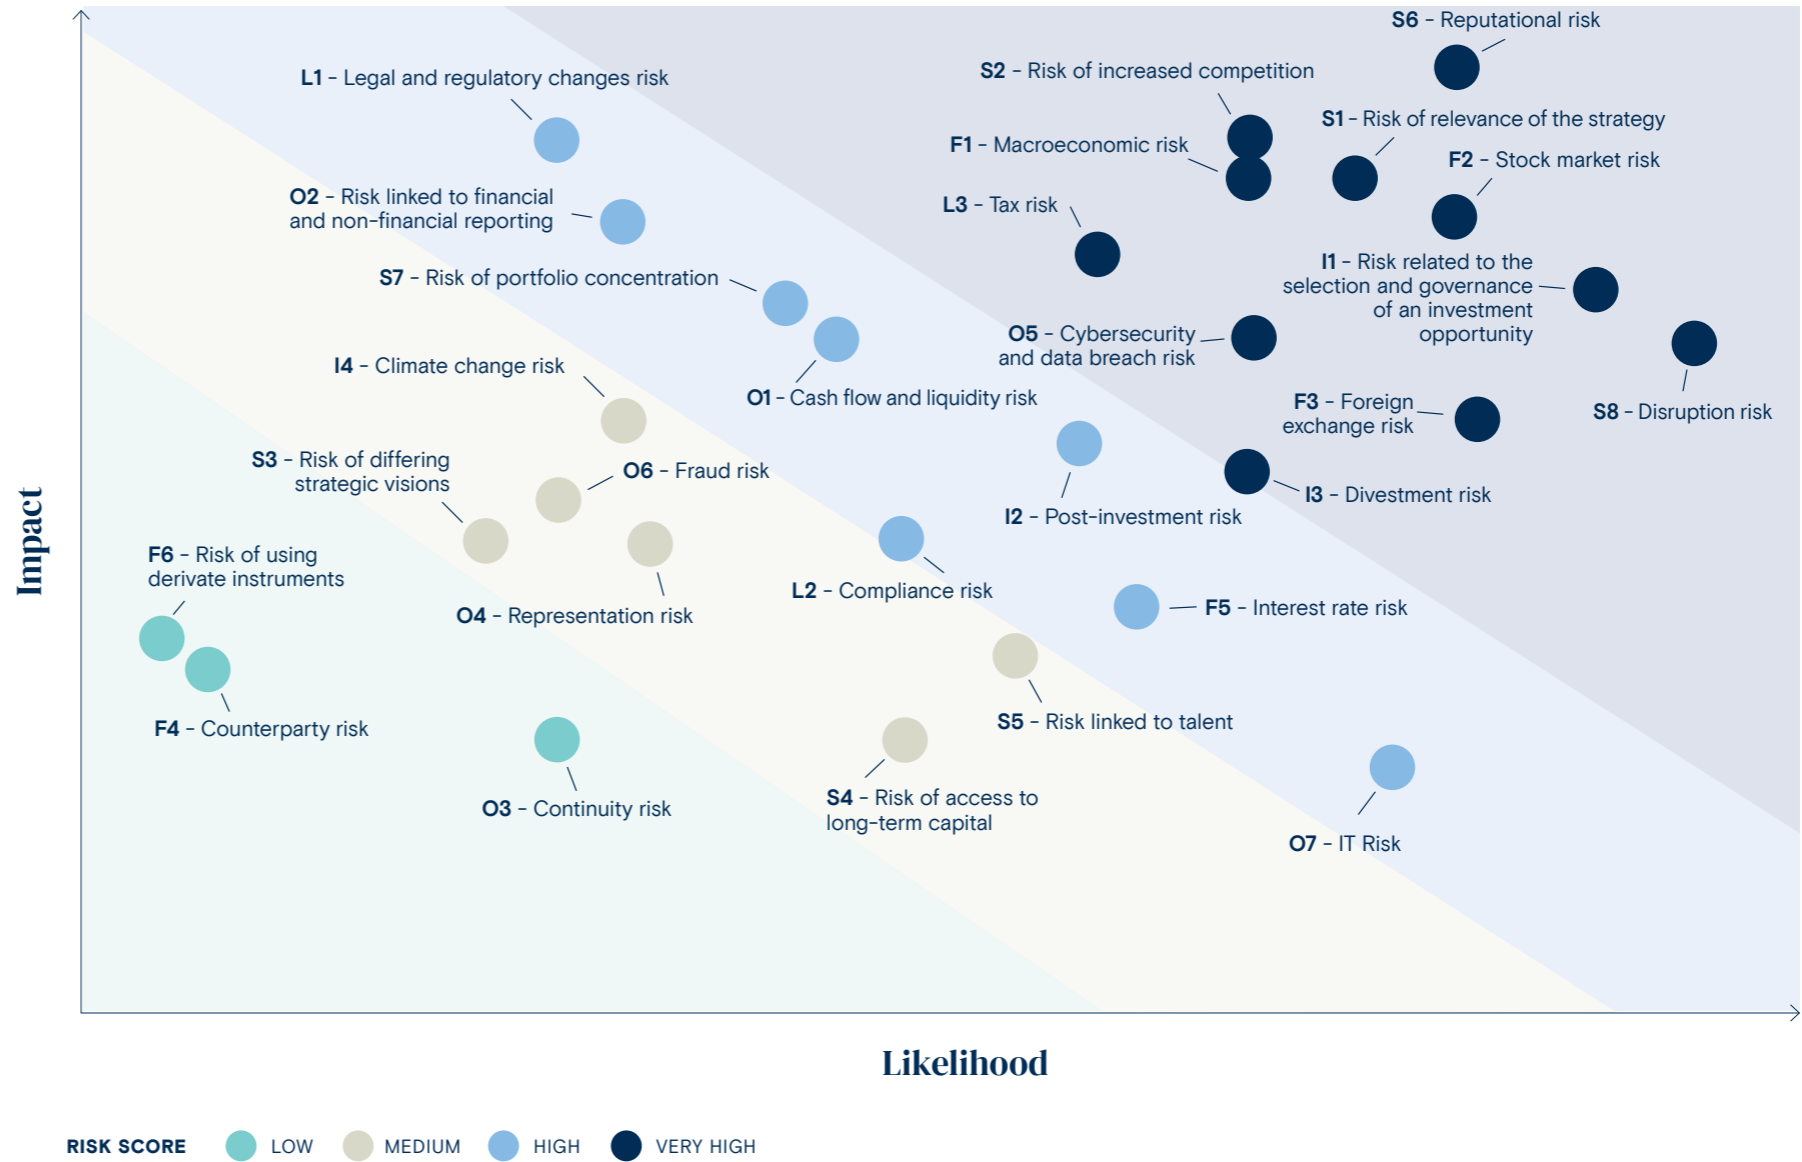 S6 - Reputational risk
S2 - Risk of increased competition
L1 - Legal and regulatory changes risk
S1 - Risk of relevance of the strategy
F1 - Macroeconomic risk
F2 - Stock market risk
O2 - Risk linked to financial
and non-financial reporting
L3 - Tax risk
I1 - Risk related to the
selection and governance
of an investment
opportunity
S7 - Risk of portfolio concentration
O5 - Cybersecurity
and data breach risk
I4 - Climate change risk
O1 - Cash flow and liquidity risk
F3 - Foreign
exchange risk
S8 - Disruption risk
S3 - Risk of differing
strategic visions
O6 - Fraud risk
I3 - Divestment risk
I2 - Post-investment risk
Impact
F6 - Risk of using
derivate instruments
L2 - Compliance risk
F5 - Interest rate risk
O4 - Representation risk
F4 - Counterparty risk
S5 - Risk linked to talent
O3 - Continuity risk
S4 - Risk of access to
long-term capital
O7 - IT Risk
Likelihood
RISK SCORE LOW MEDIUM HIGH VERY HIGH